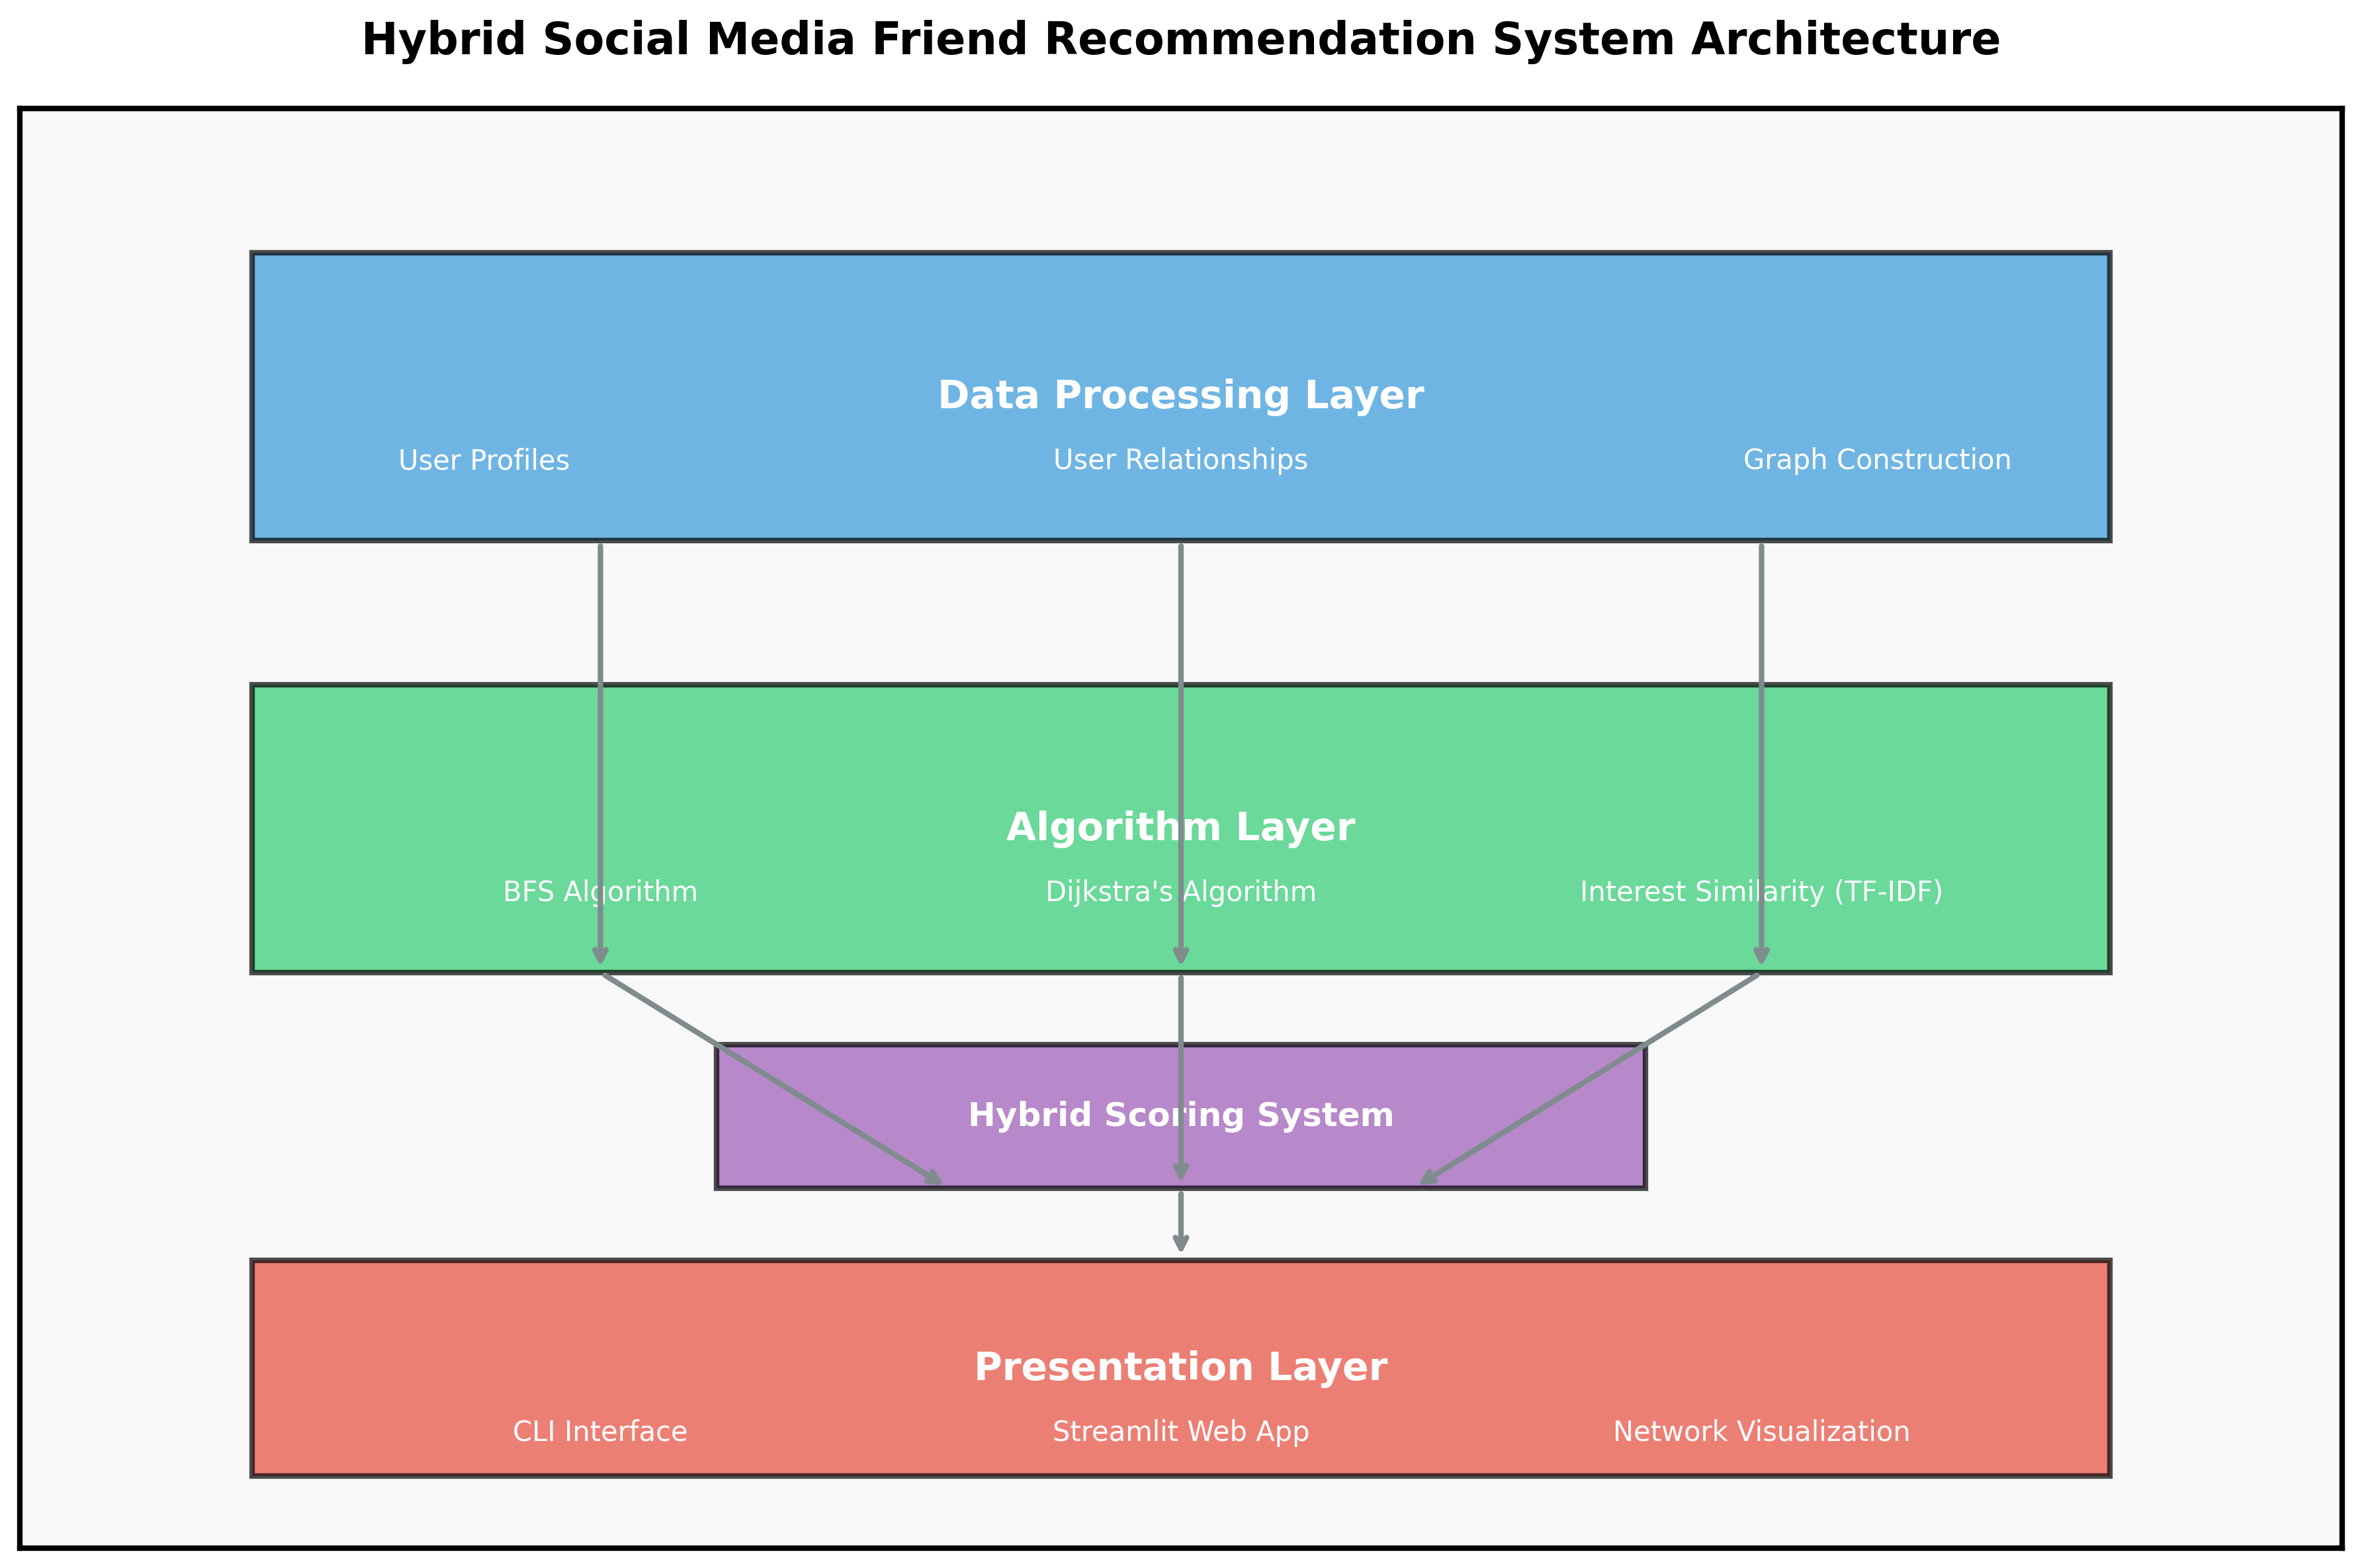 Hybrid Social Media Friend Recommendation System Architecture
Data Processing Layer
User Profiles
User Relationships
Graph Construction
Algorithm Layer
BFS Algorithm
Dijkstra's Algorithm
Interest Similarity (TF-IDF)
Hybrid Scoring System
Presentation Layer
CLI Interface
Streamlit Web App
Network Visualization